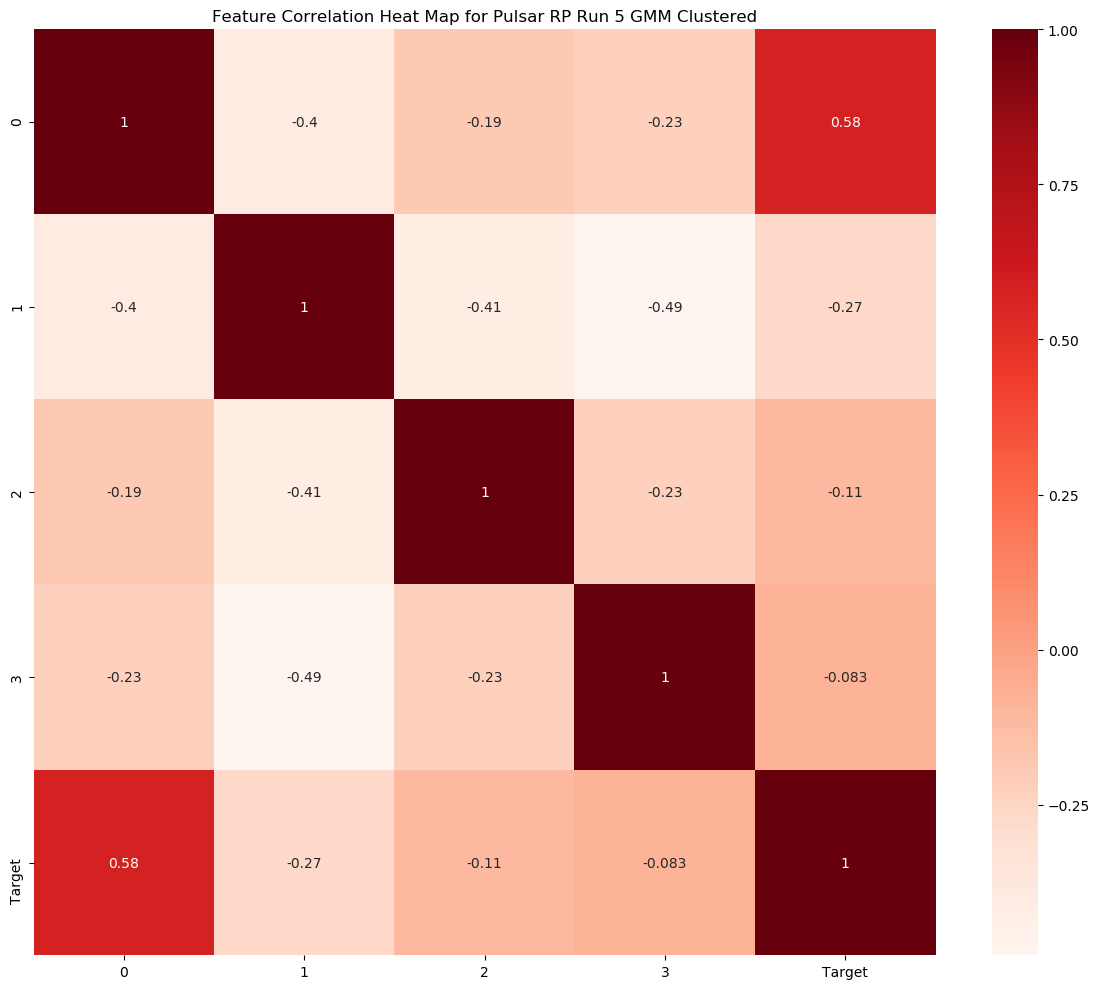 Feature Correlation Heat Map for Pulsar RP Run 5 GMM Clustered
0 1 -0.4 -0.19 -0.23 0.58
1 -0.4 1 -0.41 -0.49 -0.27
2 -0.19 -0.41 1 -0.23 -0.11
3 -0.23 -0.49 -0.23 1 -0.083
Target 0.58 -0.27 -0.11 -0.083 1
0 1 2 3 Target
1.00
0.75
0.50
0.25
0.00
−0.25